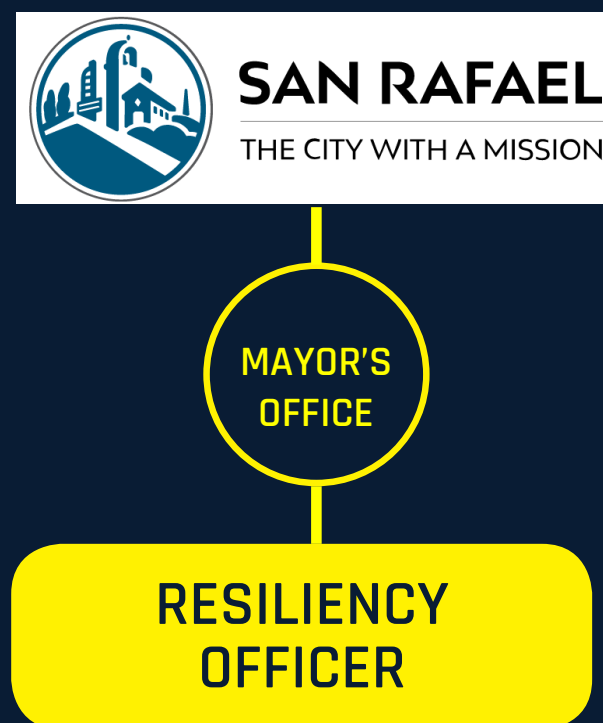 SAN RAFAEL
THE CITY WITH A MISSION
MAYOR'S
OFFICE
RESILIENCY
OFFICER